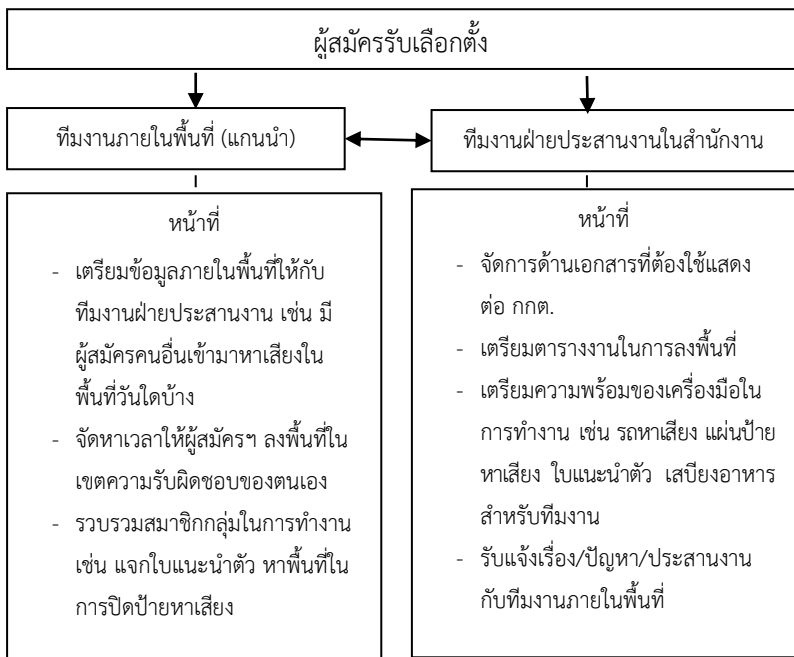 ผู้สมัครรับเลือกตั้ง
ทีมงานภายในพื้นที่ (แกนนำ)
ทีมงานฝ่ายประสานงานในสำนักงาน
หน้าที่
- เตรียมข้อมูลภายในพื้นที่ให้กับ
ทีมงานฝ่ายประสานงาน เช่น มี
ผู้สมัครคนอื่นเข้ามาหาเสียงใน
พื้นที่วันใดบ้าง
- จัดหาเวลาให้ผู้สมัครฯ ลงพื้นที่ใน
เขตความรับผิดชอบของตนเอง
- รวบรวมสมาชิกกลุ่มในการทำงาน
เช่น แจกใบแนะนำตัว หาพื้นที่ใน
การปิดป้ายหาเสียง
หน้าที่
- จัดการด้านเอกสารที่ต้องใช้แสดง
ต่อ กกต.
- เตรียมตารางงานในการลงพื้นที่
- เตรียมความพร้อมของเครื่องมือใน
การทำงาน เช่น รถหาเสียง แผ่นป้าย
หาเสียง ใบแนะนำตัว เสบียงอาหาร
สำหรับทีมงาน
- รับแจ้งเรื่อง/ปัญหา/ประสานงาน
กับทีมงานภายในพื้นที่